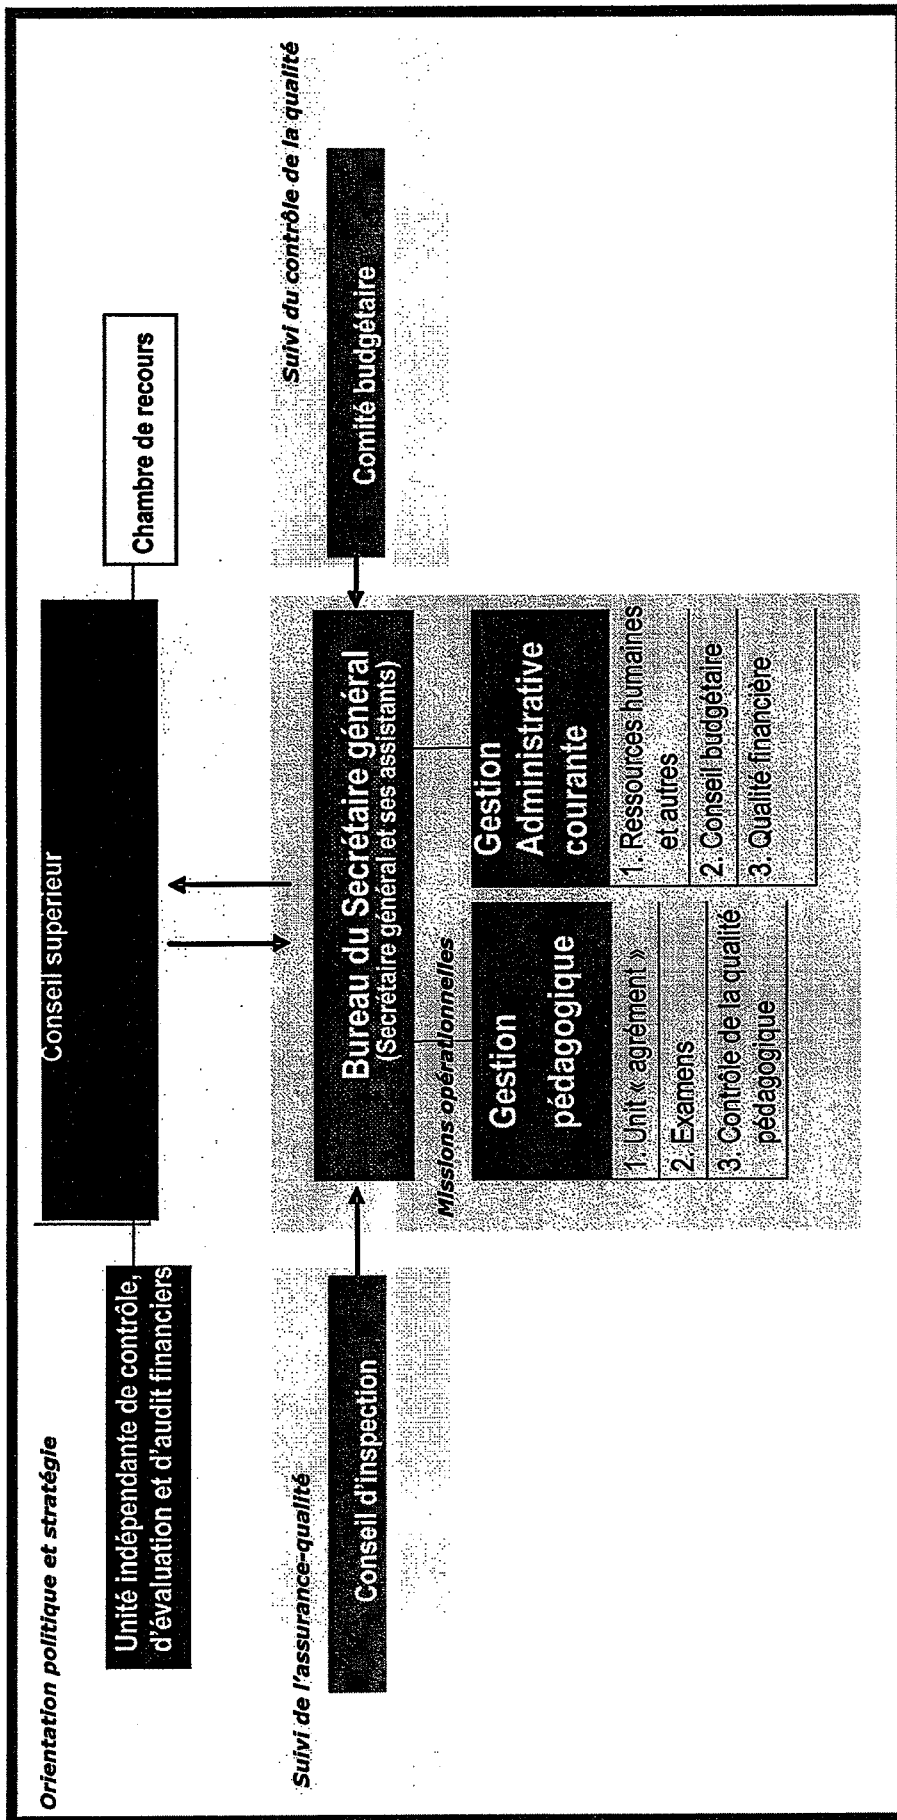 Orientation politique et stratégie
Conseil supérieur
Unité indépendante de contrôle,
d'évaluation et d'audit financiers
Chambre de recours
Suivi de l'assurance-qualité
Suivi du contrôle de la qualité
Conseil d'inspection
Bureau du Secrétaire général
(Secrétaire général et ses assistants)
Comité budgétaire
Missions opérationnelles
Gestion
pédagogique
1. Unit « agrément »
2. Examens
3 Contrôle de la qualité
pédagogique
Gestion
Administrative
courante
1. Ressources humaines
et autres
2. Conseil budgétaire
3. Qualité financière